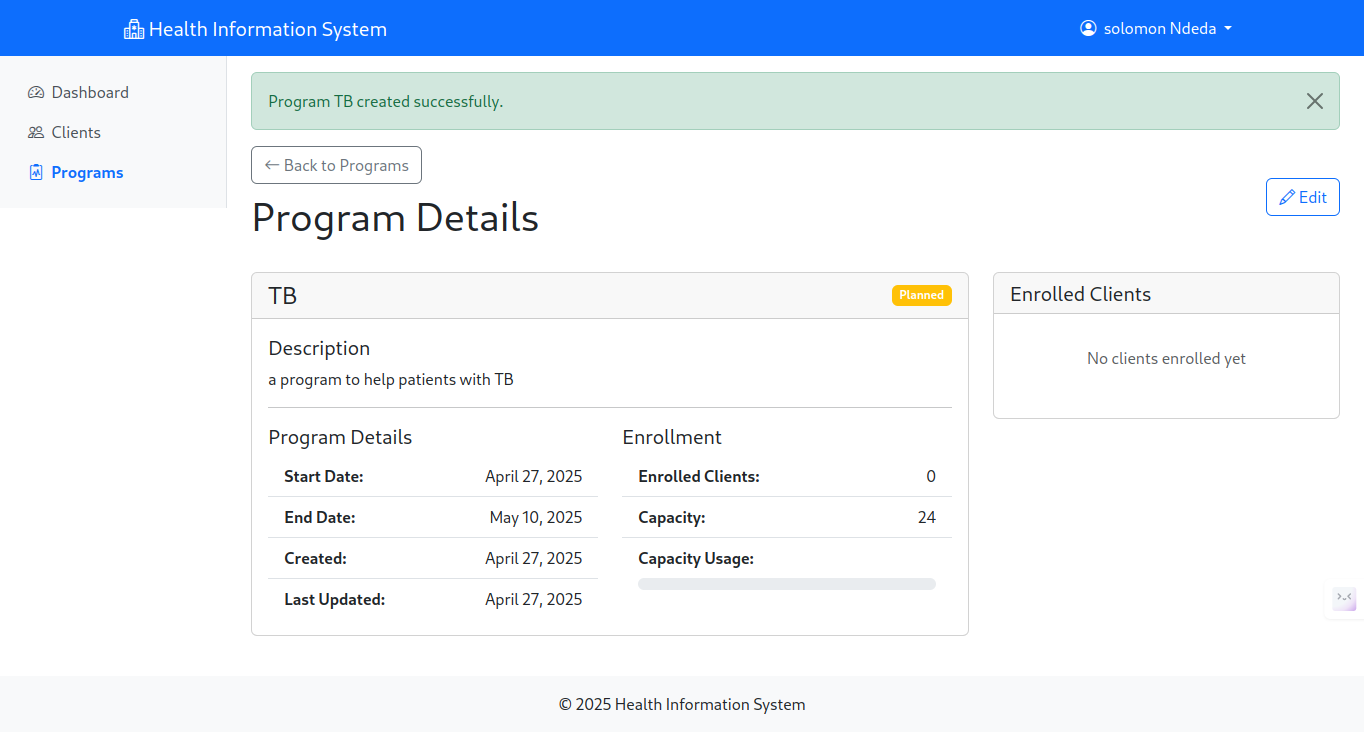 Health Information System
solomon Ndeda
Dashboard
Clients
Programs
Program TB created successfully.
← Back to Programs
Edit
Program Details
TB
Planned
Description
a program to help patients with TB
Program Details
Start Date: April 27, 2025
End Date: May 10, 2025
Created: April 27, 2025
Last Updated: April 27, 2025
Enrollment
Enrolled Clients: 0
Capacity: 24
Capacity Usage:
Enrolled Clients
No clients enrolled yet
© 2025 Health Information System